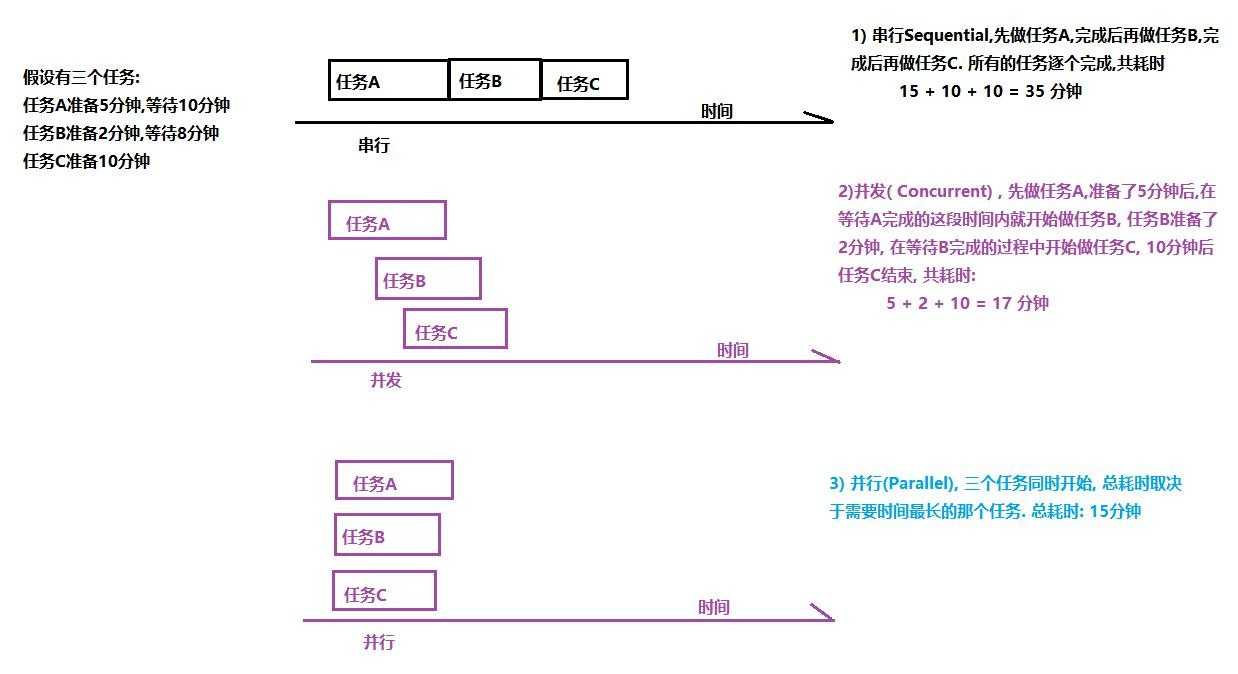 假设有三个任务:
任务A准备5分钟,等待10分钟
任务B准备2分钟,等待8分钟
任务C准备10分钟
任务A
任务B
任务C
时间
串行
1) 串行Sequential,先做任务A,完成后再做任务B,完
成后再做任务C. 所有的任务逐个完成,共耗时
15 + 10 + 10 = 35 分钟
任务A
任务B
任务C
时间
并发
2)并发( Concurrent) , 先做任务A,准备了5分钟后,在
等待A完成的这段时间内就开始做任务B, 任务B准备了
2分钟, 在等待B完成的过程中开始做任务C, 10分钟后
任务C结束, 共耗时:
5 + 2 + 10 = 17 分钟
任务A
任务B
任务C
时间
并行
3) 并行(Parallel), 三个任务同时开始, 总耗时取决
于需要时间最长的那个任务. 总耗时: 15分钟